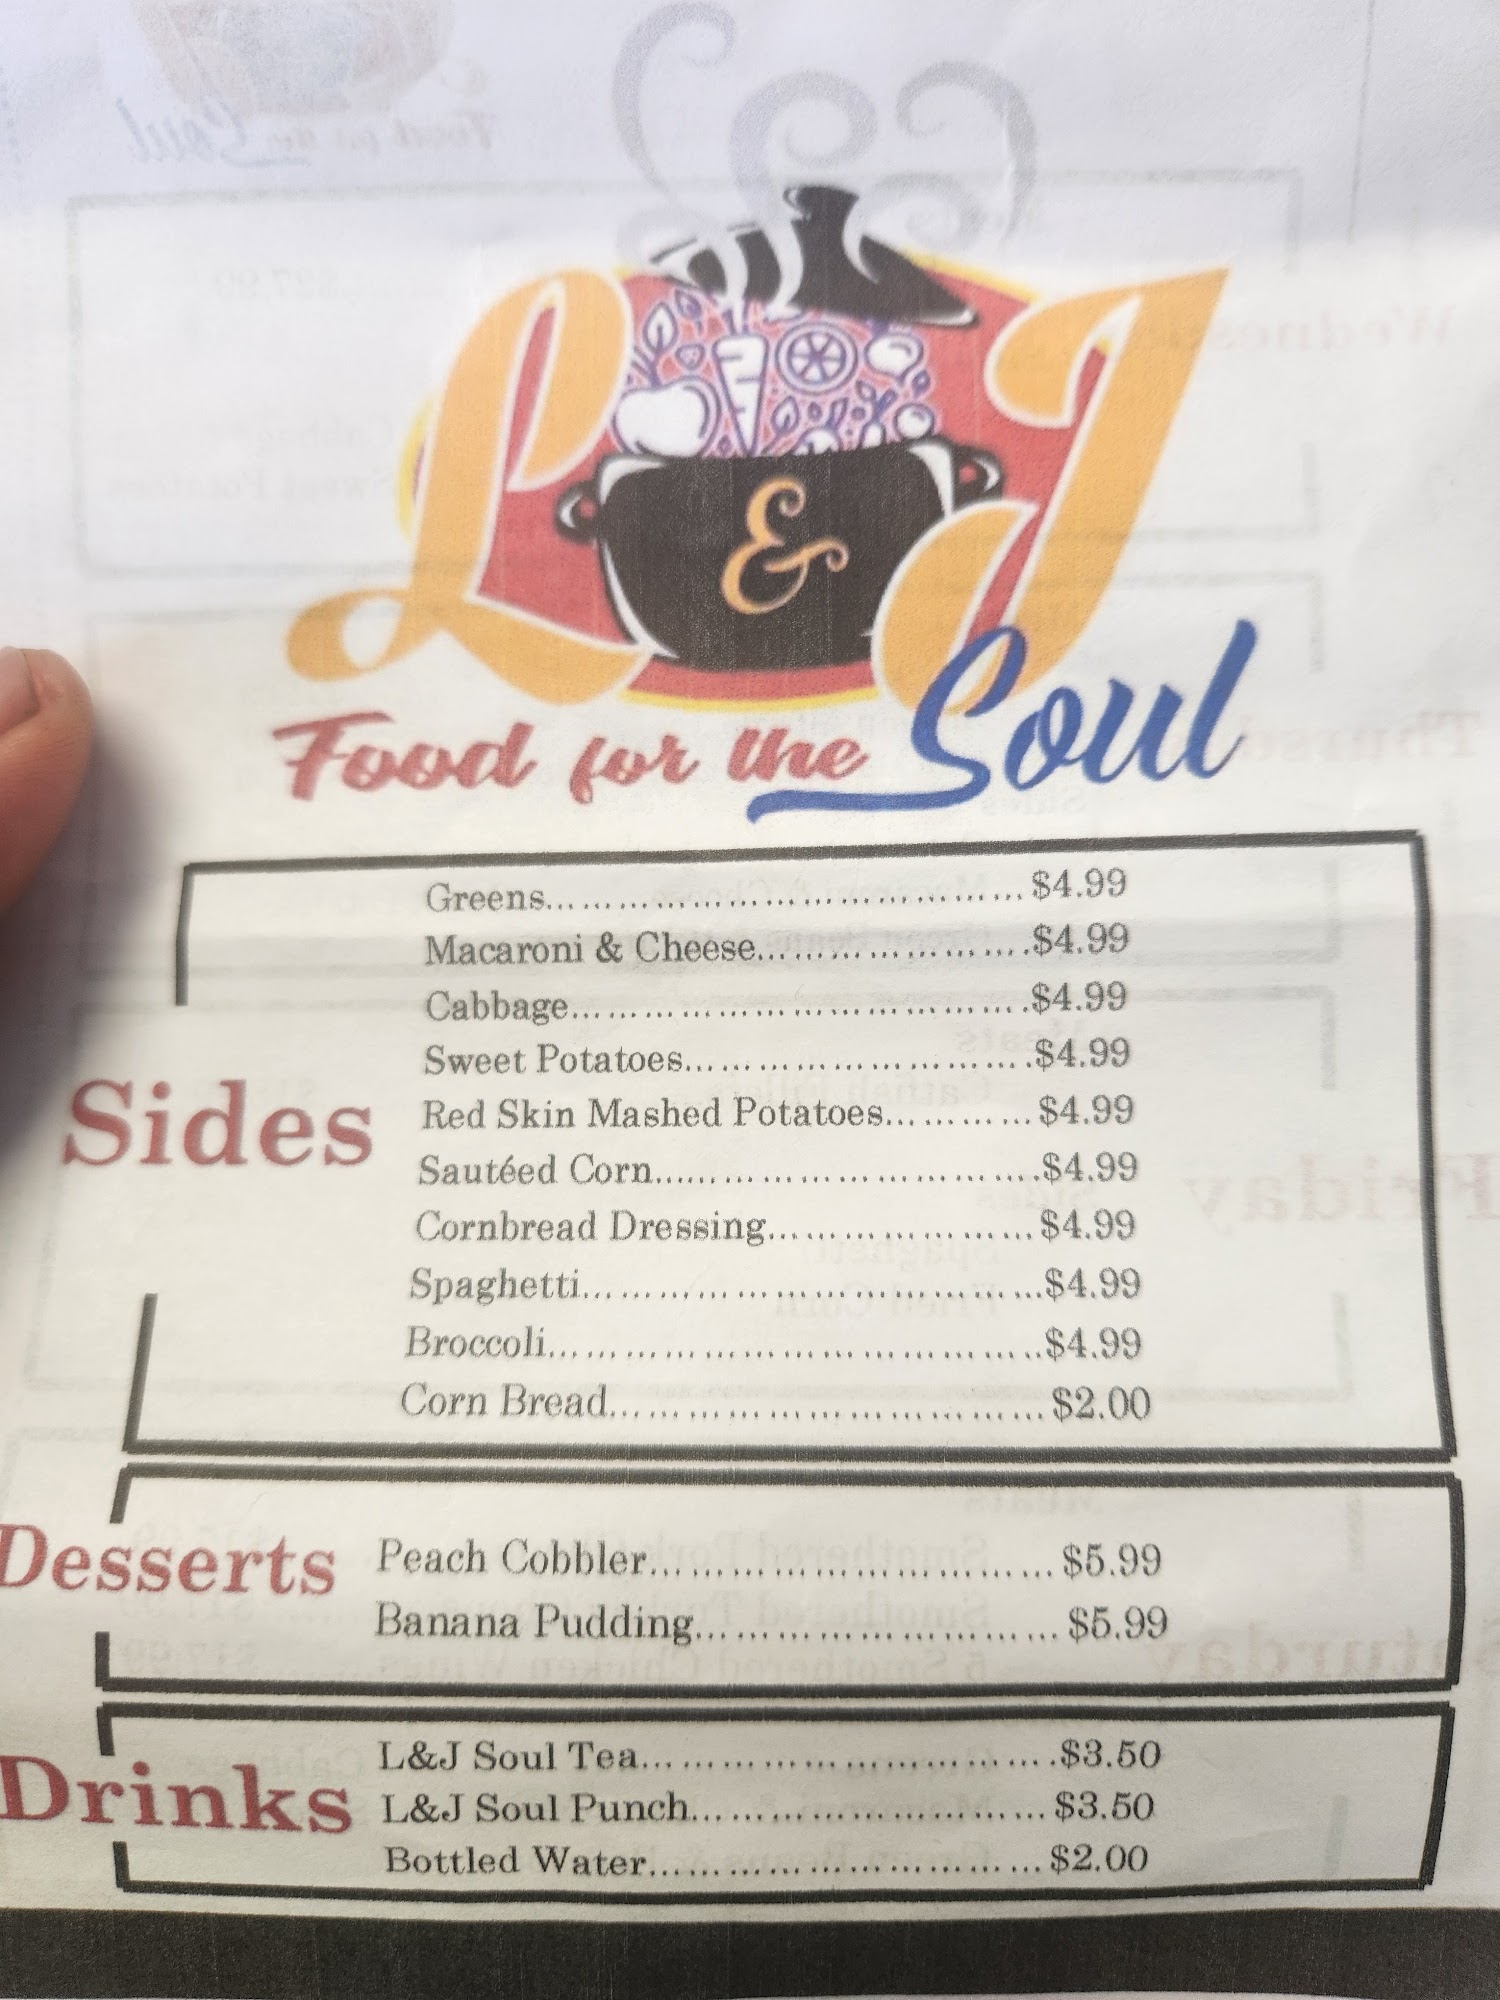 L & J
Food for the Soul
Sides
Greens..............................$4.99
Macaroni & Cheese..............................$4.99
Cabbage..............................$4.99
Sweet Potatoes..............................$4.99
Red Skin Mashed Potatoes..............................$4.99
Sautéed Corn..............................$4.99
Cornbread Dressing..............................$4.99
Spaghetti..............................$4.99
Broccoli..............................$4.99
Corn Bread..............................$2.00
Desserts
Peach Cobbler..............................$5.99
Banana Pudding..............................$5.99
Drinks
L&J Soul Tea..............................$3.50
L&J Soul Punch..............................$3.50
Bottled Water..............................$2.00